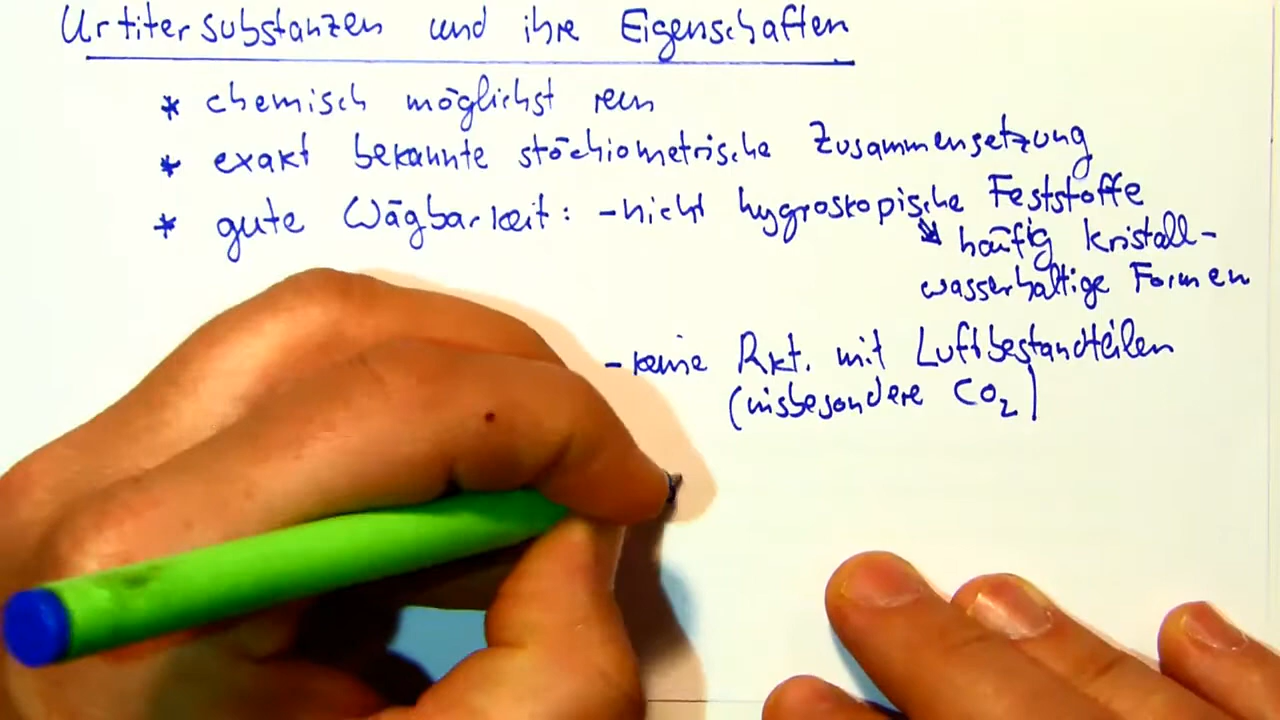 Urtitersubstanzen und ihre Eigenschaften
* chemisch möglichst rein
* exakt bekannte stöchiometrische Zusammensetzung
* gute Wägbarkeit: - nicht hygroskopische Feststoffe
häufig kristall-
wasserhaltige Formen
- keine Rkt. mit Luftbestandteilen
(insbesondere CO₂)